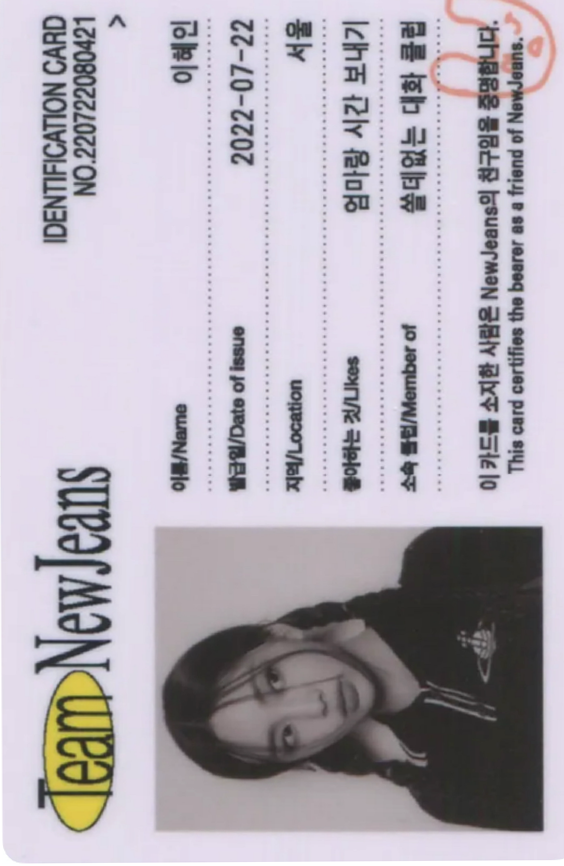 Team NewJeans
IDENTIFICATION CARD
NO.220722080421
>
이름/Name 이혜인
발급일/Date of issue 2022-07-22
지역/Location 서울
좋아하는 것/Likes 엄마랑 시간 보내기
소속 클럽/Member of 쓸데없는 대화 클럽
이 카드를 소지한 사람은 NewJeans의 친구임을 증명합니다.
This card certifies the bearer as a friend of NewJeans.